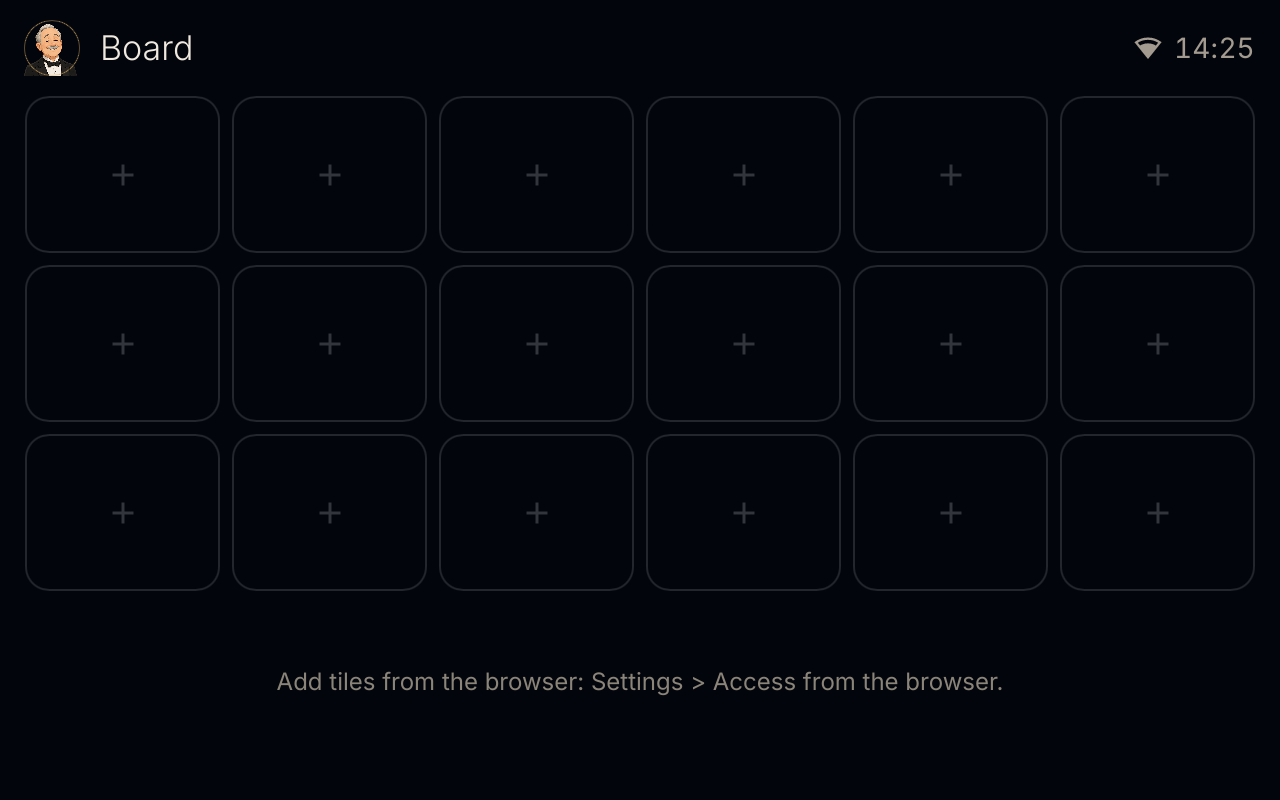 Board
14:25
+ + + + + +
+ + + + + +
+ + + + + +
Add tiles from the browser: Settings > Access from the browser.